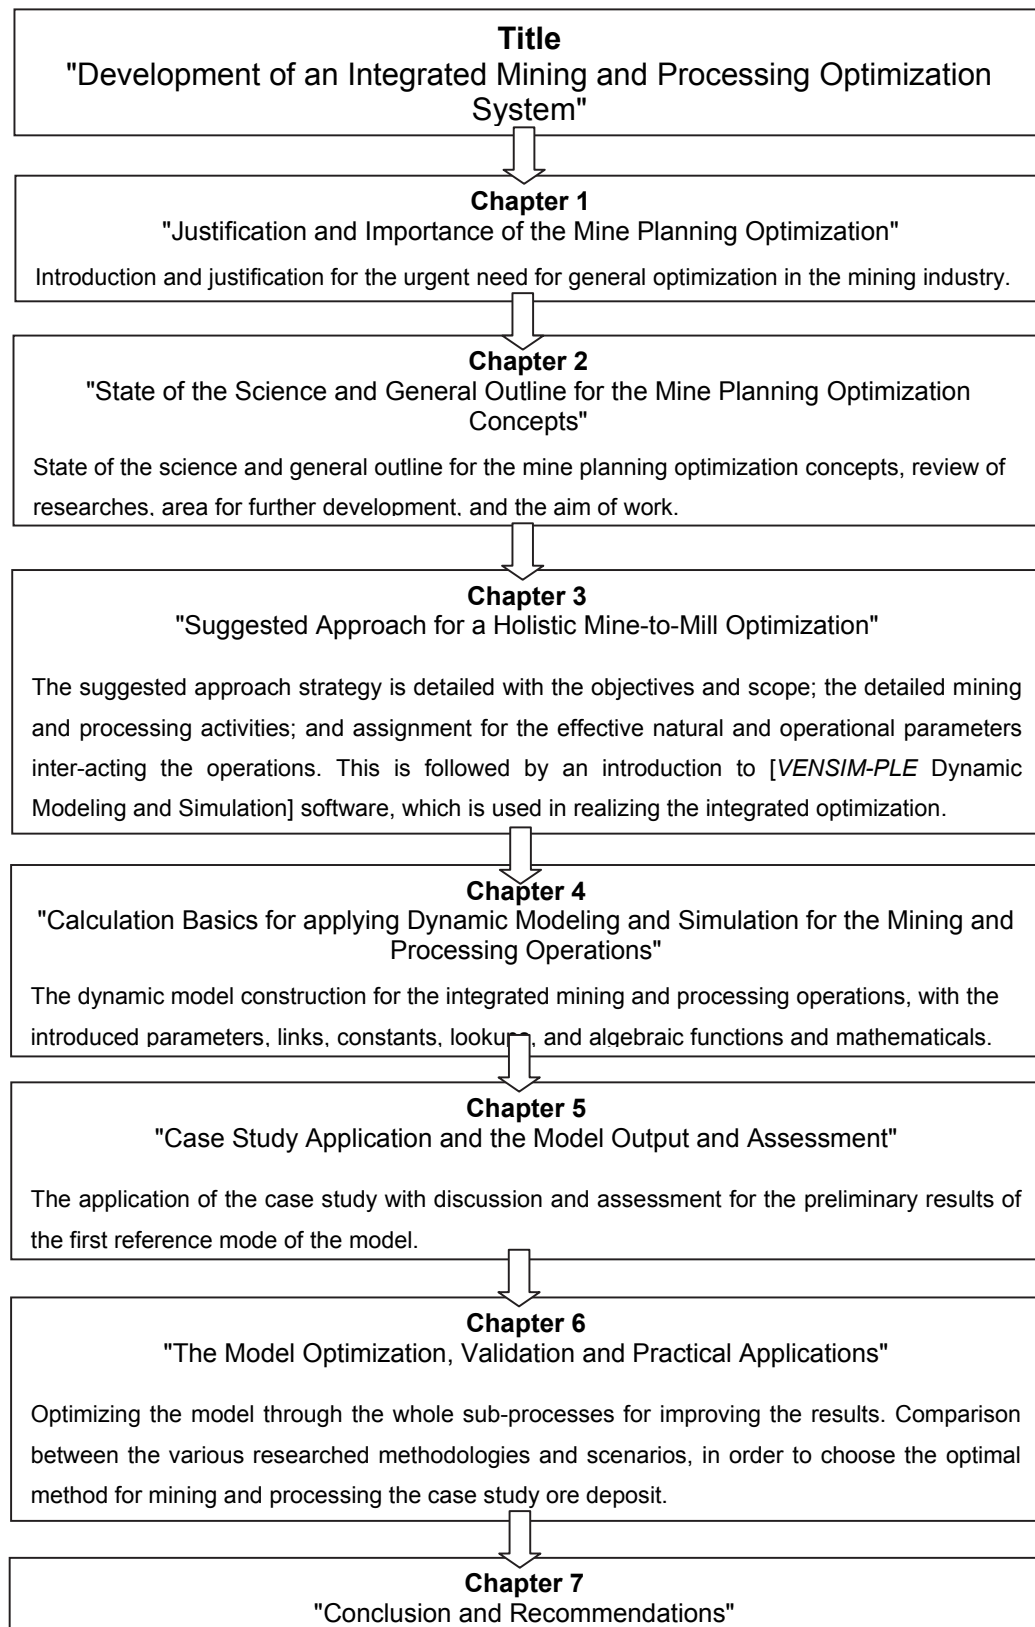 Title
"Development of an Integrated Mining and Processing Optimization
System"
Chapter 1
"Justification and Importance of the Mine Planning Optimization"
Introduction and justification for the urgent need for general optimization in the mining industry.
Chapter 2
"State of the Science and General Outline for the Mine Planning Optimization
Concepts"
State of the science and general outline for the mine planning optimization concepts, review of
researches, area for further development, and the aim of work.
Chapter 3
"Suggested Approach for a Holistic Mine-to-Mill Optimization"
The suggested approach strategy is detailed with the objectives and scope; the detailed mining
and processing activities; and assignment for the effective natural and operational parameters
inter-acting the operations. This is followed by an introduction to [VENSIM-PLE Dynamic
Modeling and Simulation] software, which is used in realizing the integrated optimization.
Chapter 4
"Calculation Basics for applying Dynamic Modeling and Simulation for the Mining and
Processing Operations"
The dynamic model construction for the integrated mining and processing operations, with the
introduced parameters, links, constants, lookups, and algebraic functions and mathematicals.
Chapter 5
"Case Study Application and the Model Output and Assessment"
The application of the case study with discussion and assessment for the preliminary results of
the first reference mode of the model.
Chapter 6
"The Model Optimization, Validation and Practical Applications"
Optimizing the model through the whole sub-processes for improving the results. Comparison
between the various researched methodologies and scenarios, in order to choose the optimal
method for mining and processing the case study ore deposit.
Chapter 7
"Conclusion and Recommendations"